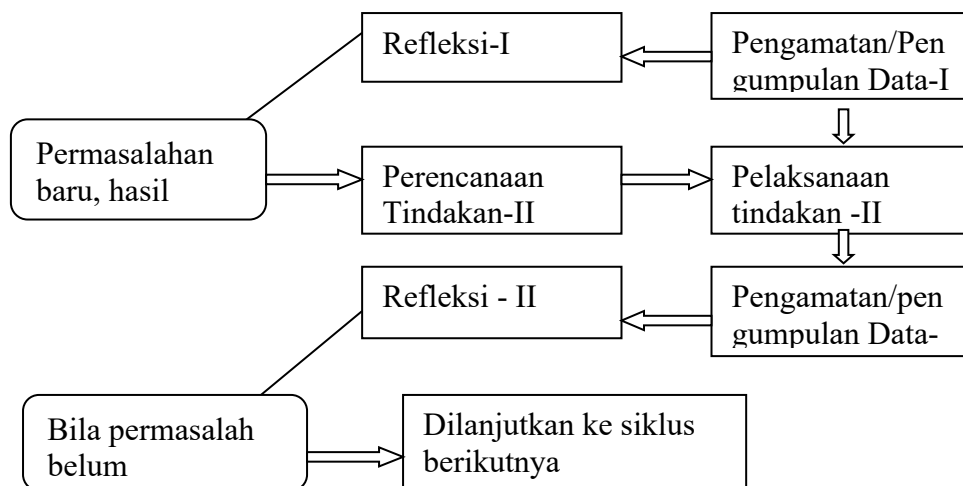 Refleksi-I
Pengamatan/Pen
gumpulan Data-I
Permasalahan
baru, hasil
Perencanaan
Tindakan-II
Pelaksanaan
tindakan -II
Refleksi - II
Pengamatan/pen
gumpulan Data-
Bila permasalah
belum
Dilanjutkan ke siklus
berikutnya